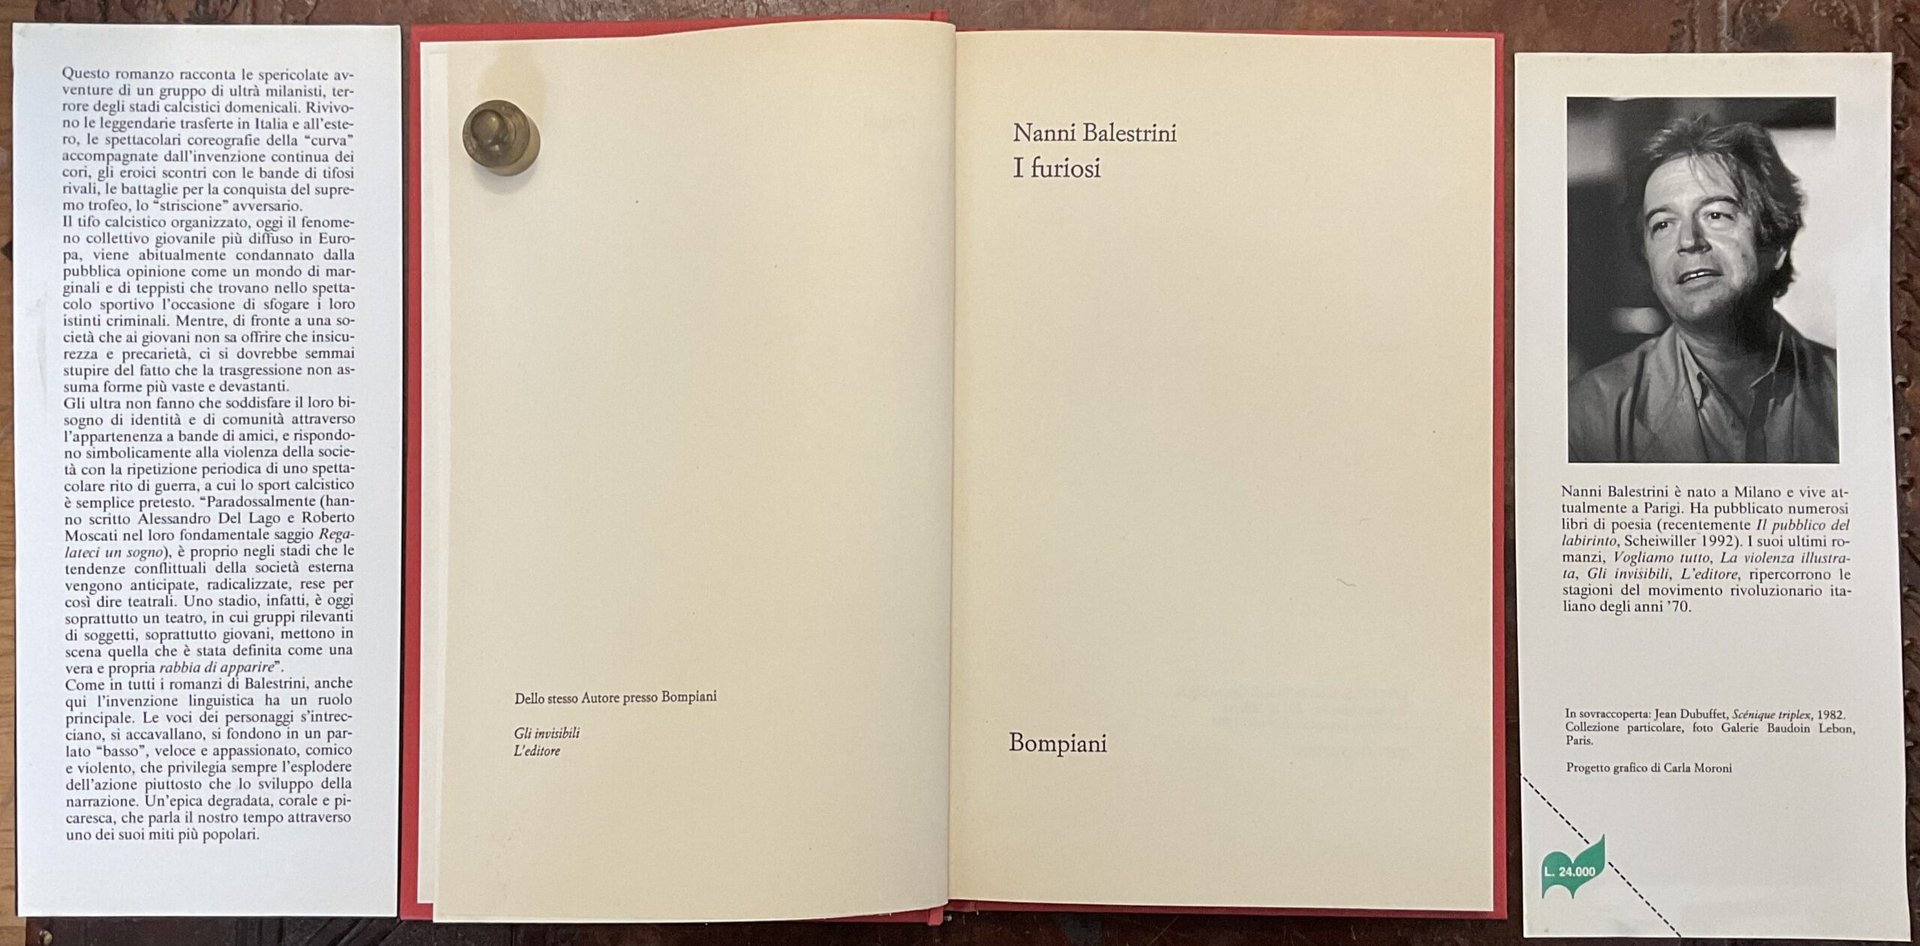 Questo romanzo racconta le spericolate av-
venture di un gruppo di ultrà milanisti, ter-
rore degli stadi calcistici domenicali. Rivivo-
no le leggendarie trasferte in Italia e all'este-
ro, le spettacolari coreografie della “curva”
accompagnate dall'invenzione continua dei
cori, gli eroici scontri con le bande di tifosi
rivali, le battaglie per la conquista del supre-
mo trofeo, lo “striscione” avversario.
Il tifo calcistico organizzato, oggi il fenome-
no collettivo giovanile più diffuso in Euro-
pa, viene abitualmente condannato dalla
pubblica opinione come un mondo di mar-
ginali e di teppisti che trovano nello spetta-
colo sportivo l'occasione di sfogare i loro
istinti criminali. Mentre, di fronte a una so-
cietà che ai giovani non sa offrire che insicu-
rezza e precarietà, ci si dovrebbe semmai
stupire del fatto che la trasgressione non as-
suma forme più vaste e devastanti.
Gli ultra non fanno che soddisfare il loro bi-
sogno di identità e di comunità attraverso
l'appartenenza a bande di amici, e rispondo-
no simbolicamente alla violenza della socie-
tà con la ripetizione periodica di uno spetta-
colare rito di guerra, a cui lo sport calcistico
è semplice pretesto. “Paradossalmente (han-
no scritto Alessandro Del Lago e Roberto
Moscati nel loro fondamentale saggio Rega-
lateci un sogno), è proprio negli stadi che le
tendenze conflittuali della società esterna
vengono anticipate, radicalizzate, rese per
così dire teatrali. Uno stadio, infatti, è oggi
soprattutto un teatro, in cui gruppi rilevanti
di soggetti, soprattutto giovani, mettono in
scena quella che è stata definita come una
vera e propria rabbia di apparire”.
Come in tutti i romanzi di Balestrini, anche
qui l'invenzione linguistica ha un ruolo
principale. Le voci dei personaggi s'intrec-
ciano, si accavallano, si fondono in un par-
lato “basso”, veloce e appassionato, comico
e violento, che privilegia sempre l'esplodere
dell'azione piuttosto che lo sviluppo della
narrazione. Un'epica degradata, corale e pi-
caresca, che parla il nostro tempo attraverso
uno dei suoi miti più popolari.
Dello stesso Autore presso Bompiani
Gli invisibili
L'editore
Nanni Balestrini
I furiosi
Bompiani
Nanni Balestrini è nato a Milano e vive at-
tualmente a Parigi. Ha pubblicato numerosi
libri di poesia (recentemente Il pubblico del
labirinto, Scheiwiller 1992). I suoi ultimi ro-
manzi, Vogliamo tutto, La violenza illustra-
ta, Gli invisibili, L'editore, ripercorrono le
stagioni del movimento rivoluzionario ita-
liano degli anni '70.
In sovraccoperta: Jean Dubuffet, Scénique triplex, 1982.
Collezione particolare, foto Galerie Baudoin Lebon,
Paris.
Progetto grafico di Carla Moroni
L. 24.000